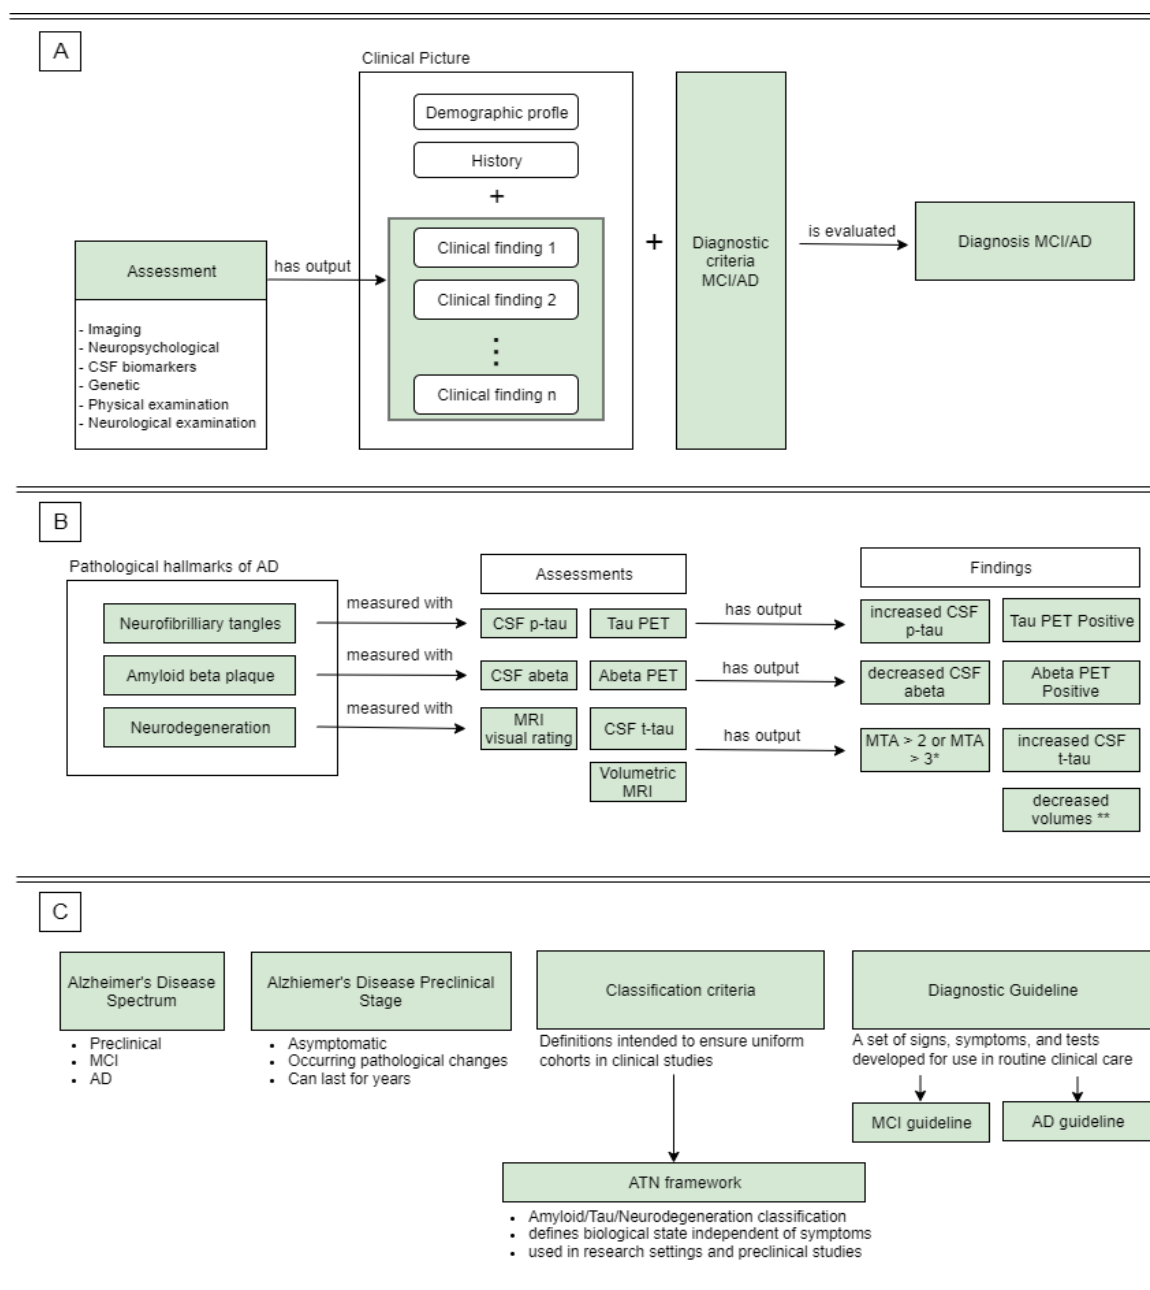 A
Clinical Picture
Demographic profle
History
+
Clinical finding 1
Clinical finding 2
Clinical finding n
Assessment
- Imaging
- Neuropsychological
- CSF biomarkers
- Genetic
- Physical examination
- Neurological examination
has output
+
Diagnostic
criteria
MCI/AD
is evaluated
Diagnosis MCI/AD
B
Pathological hallmarks of AD
Neurofibrilliary tangles
Amyloid beta plaque
Neurodegeneration
measured with
measured with
measured with
Assessments
CSF p-tau
Tau PET
CSF abeta
Abeta PET
MRI
visual rating
CSF t-tau
Volumetric
MRI
has output
has output
has output
Findings
increased CSF
p-tau
Tau PET Positive
decreased CSF
abeta
Abeta PET
Positive
MTA > 2 or MTA
> 3*
increased CSF
t-tau
decreased
volumes **
C
Alzheimer's Disease
Spectrum
• Preclinical
• MCI
• AD
Alzhiemer's Disease Preclinical
Stage
• Asymptomatic
• Occurring pathological changes
• Can last for years
Classification criteria
Definitions intended to ensure uniform
cohorts in clinical studies
ATN framework
• Amyloid/Tau/Neurodegeneration classification
• defines biological state independent of symptoms
• used in research settings and preclinical studies
Diagnostic Guideline
A set of signs, symptoms, and tests
developed for use in routine clinical care
MCI guideline
AD guideline